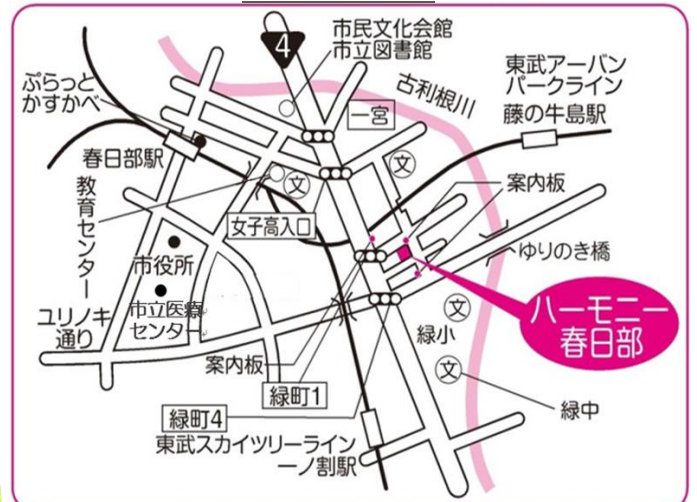 4
市民文化会館
市立図書館
ぷらっと
かすかべ
春日部駅
一宮
古利根川
東武アーバン
パークライン
藤の牛島駅
文
文
教育センター
女子高入口
案内板
市役所
市立医療
センター
ゆりのき橋
ユリノキ
通り
ハーモニー
春日部
文
緑小
案内板
緑町1
文
緑町4
緑中
東武スカイツリーライン
一ノ割駅